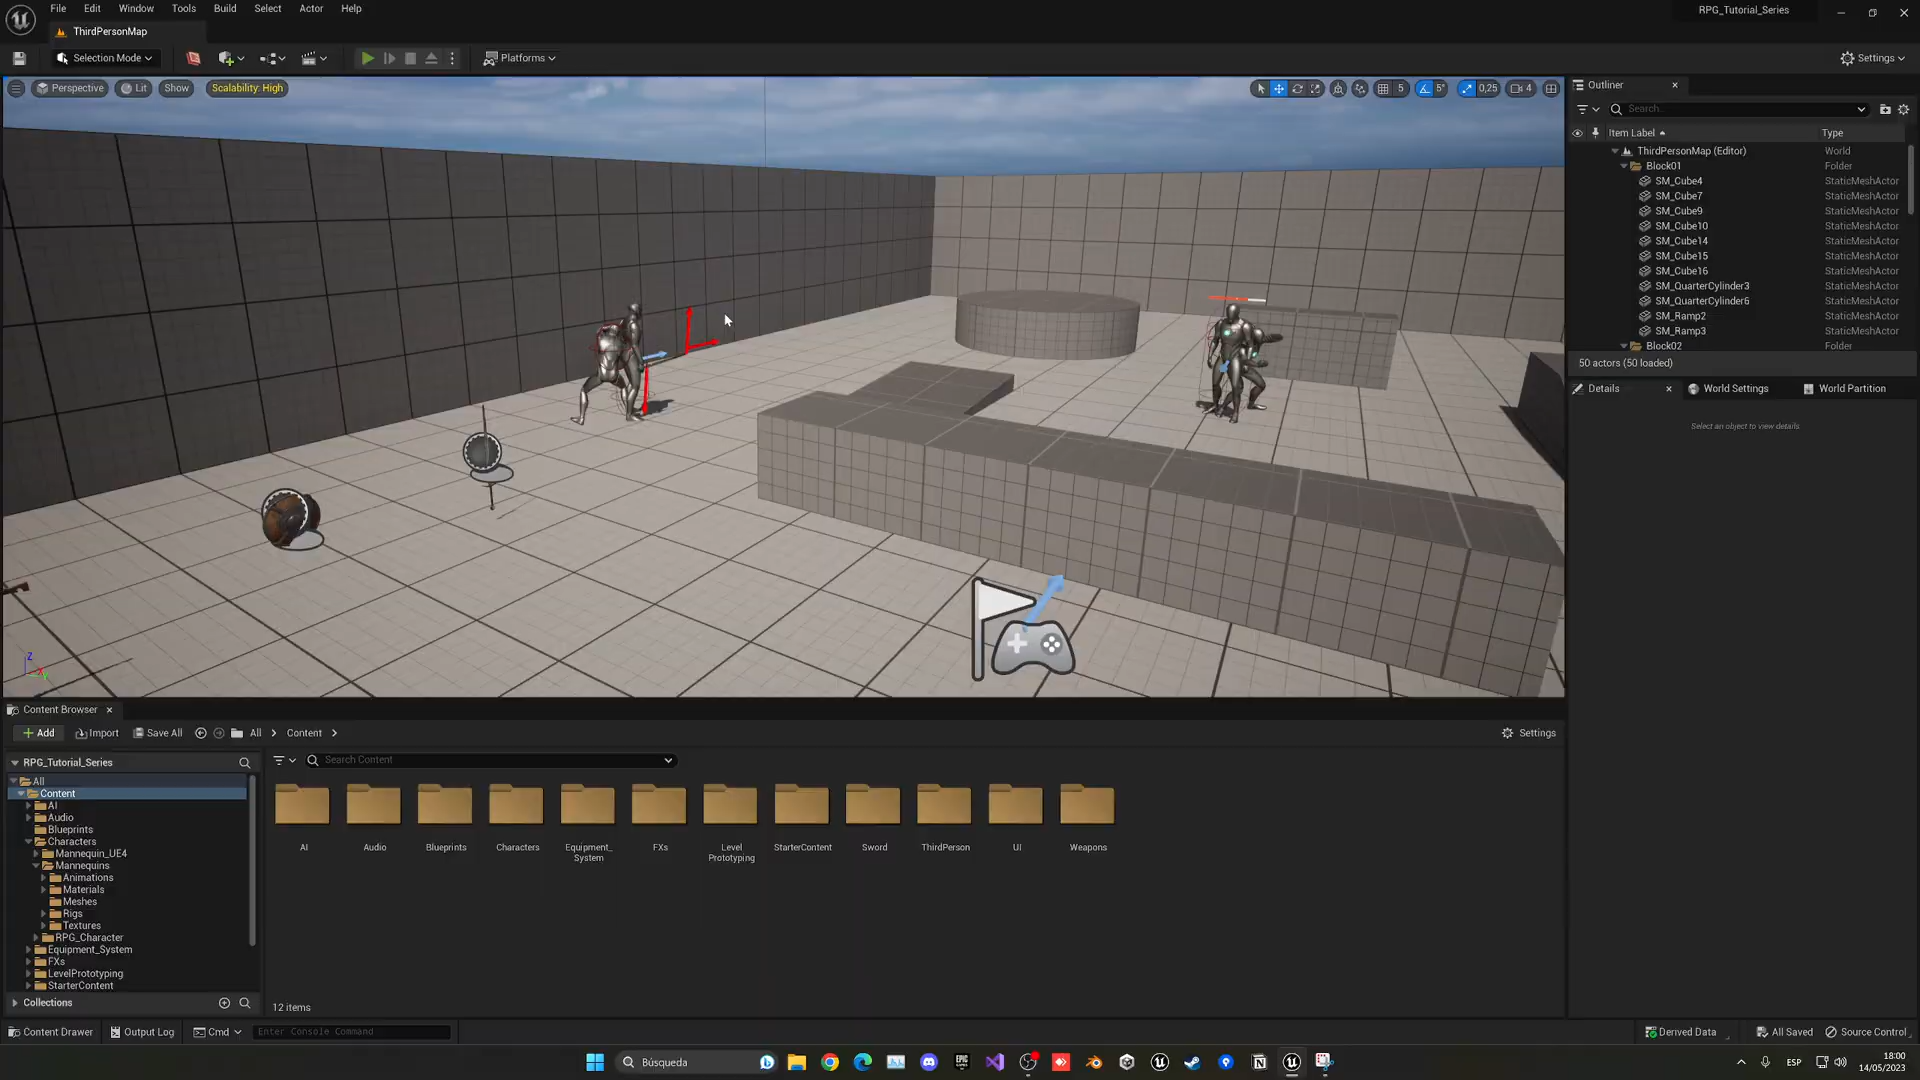 File Edit Window Tools Build Select Actor Help
RPG_Tutorial_Series
ThirdPersonMap
Selection Mode
Platforms
Settings
Perspective
Lit
Show
Scalability: High
5
5°
0,25
4
Outliner
Search...
Item Label
Type
ThirdPersonMap (Editor) World
Block01 Folder
SM_Cube4 StaticMeshActor
SM_Cube7 StaticMeshActor
SM_Cube9 StaticMeshActor
SM_Cube10 StaticMeshActor
SM_Cube14 StaticMeshActor
SM_Cube15 StaticMeshActor
SM_Cube16 StaticMeshActor
SM_QuarterCylinder3 StaticMeshActor
SM_QuarterCylinder6 StaticMeshActor
SM_Ramp2 StaticMeshActor
SM_Ramp3 StaticMeshActor
Block02 Folder
50 actors (50 loaded)
Details
World Settings
World Partition
Select an object to view details.
Z
Content Browser
Add
Import
Save All
All
Content
Settings
RPG_Tutorial_Series
Search Content
All
Content
AI
Audio
Blueprints
Characters
Mannequin_UE4
Mannequins
Animations
Materials
Meshes
Rigs
Textures
RPG_Character
Equipment_System
FXs
LevelPrototyping
StarterContent
Collections
AI
Audio
Blueprints
Characters
Equipment_
System
FXs
Level
Prototyping
StarterContent
Sword
ThirdPerson
UI
Weapons
12 items
Content Drawer
Output Log
Cmd
Enter Console Command
Derived Data
All Saved
Source Control
Búsqueda
EPIC
GAMES
ESP
18:00
14/05/2023